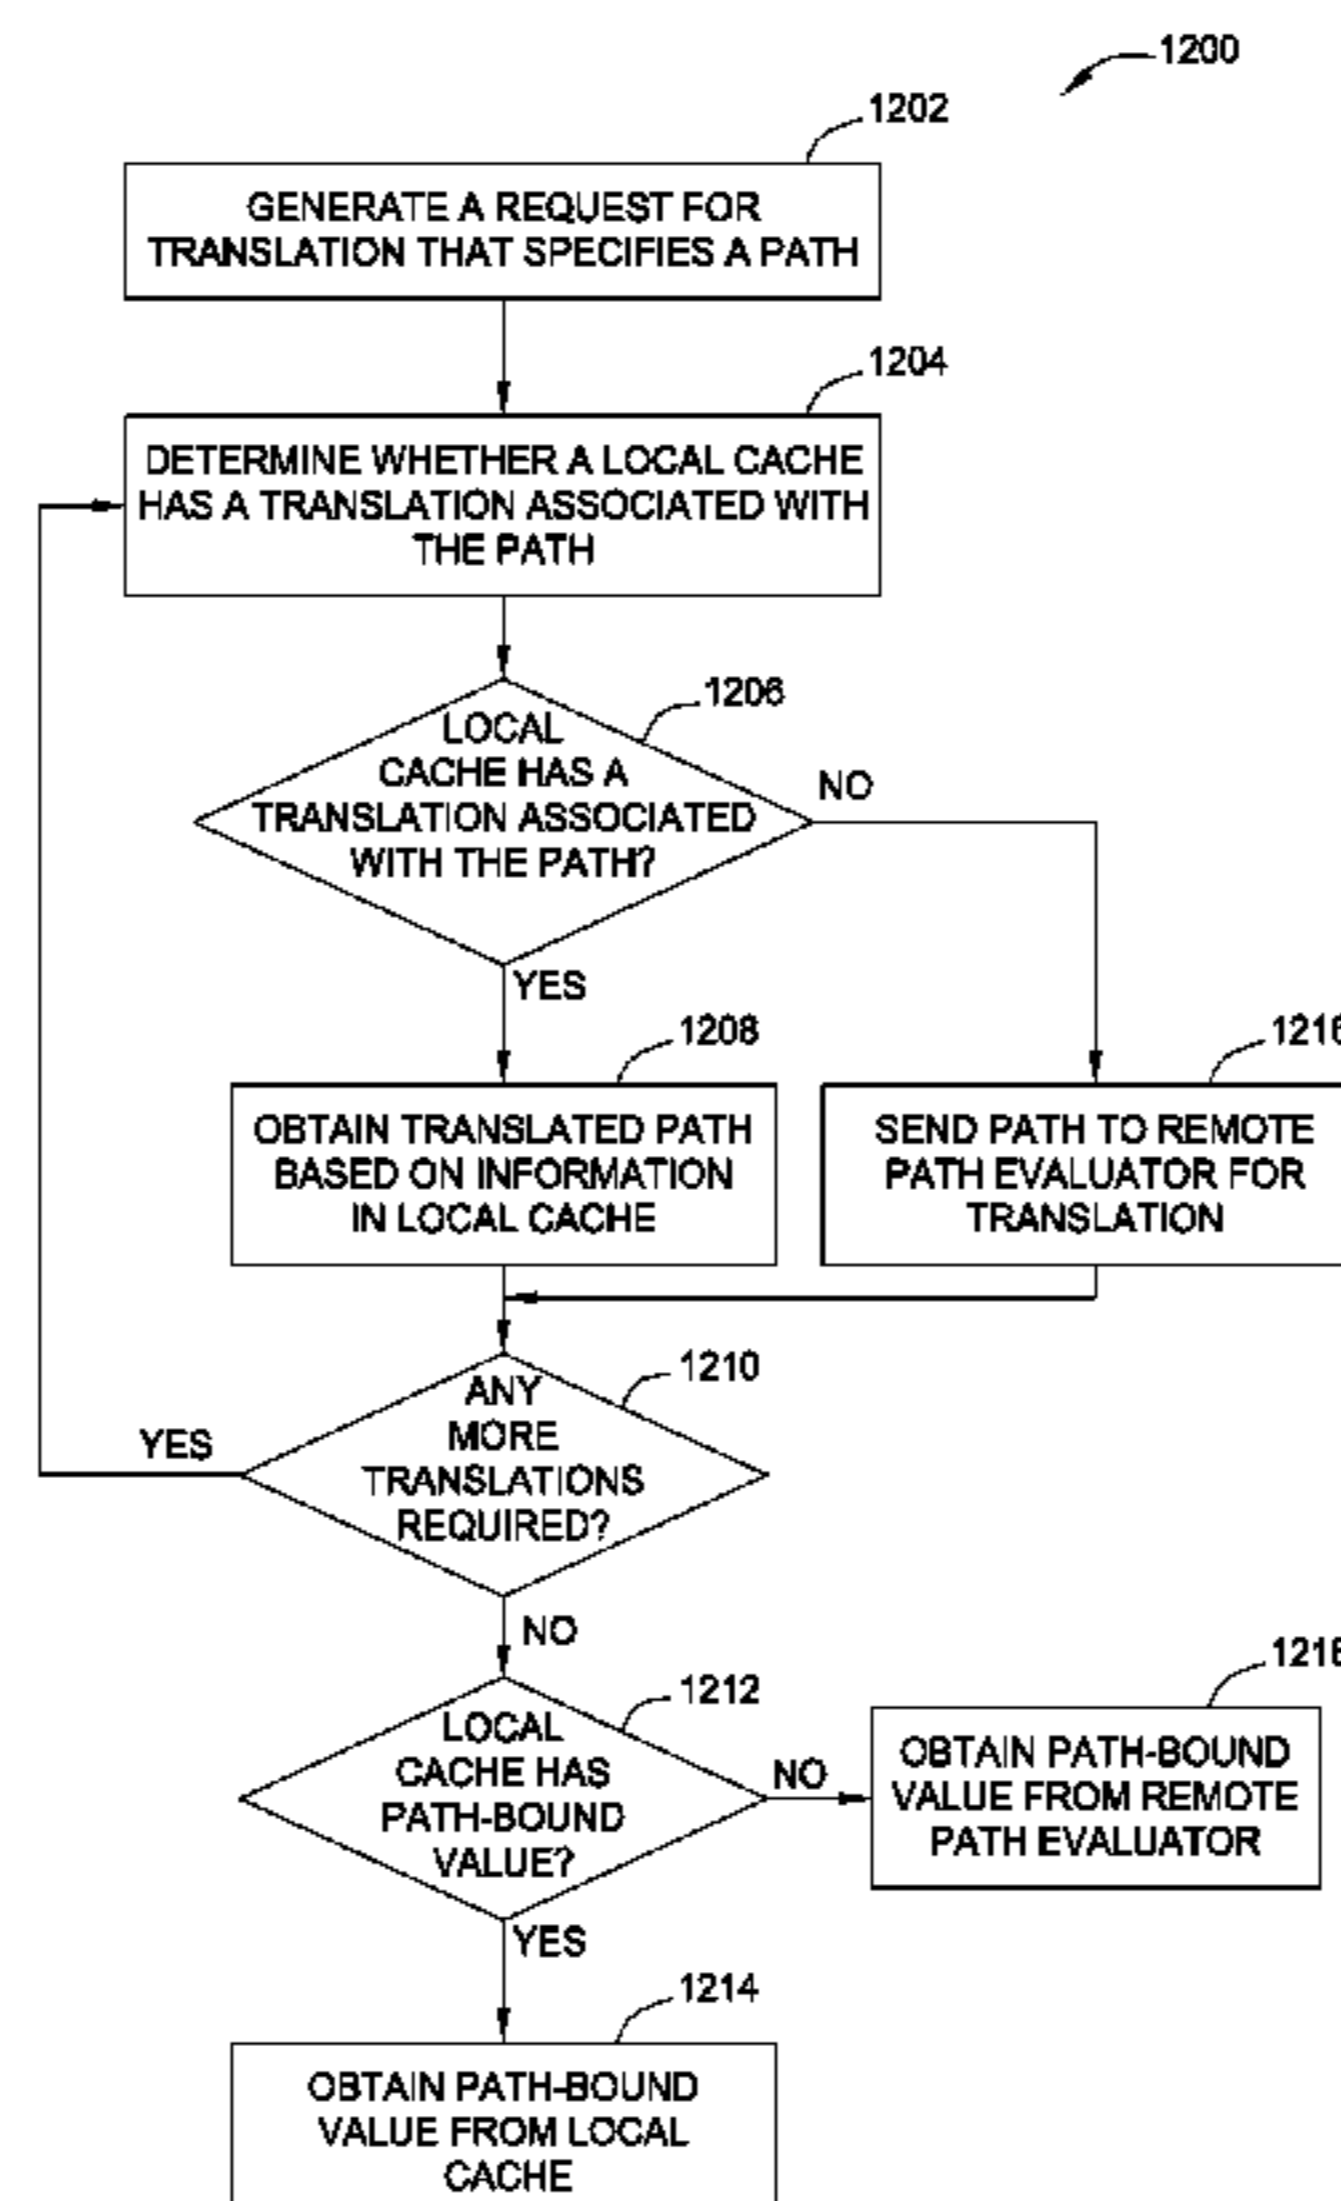 1200
1202
GENERATE A REQUEST FOR
TRANSLATION THAT SPECIFIES A PATH
1204
DETERMINE WHETHER A LOCAL CACHE
HAS A TRANSLATION ASSOCIATED WITH
THE PATH
1206
LOCAL
CACHE HAS A
TRANSLATION ASSOCIATED
WITH THE PATH?
NO
YES
1208
OBTAIN TRANSLATED PATH
BASED ON INFORMATION
IN LOCAL CACHE
1216
SEND PATH TO REMOTE
PATH EVALUATOR FOR
TRANSLATION
1210
ANY
MORE
TRANSLATIONS
REQUIRED?
YES
NO
1212
LOCAL
CACHE HAS
PATH-BOUND
VALUE?
NO
1218
OBTAIN PATH-BOUND
VALUE FROM REMOTE
PATH EVALUATOR
YES
1214
OBTAIN PATH-BOUND
VALUE FROM LOCAL
CACHE